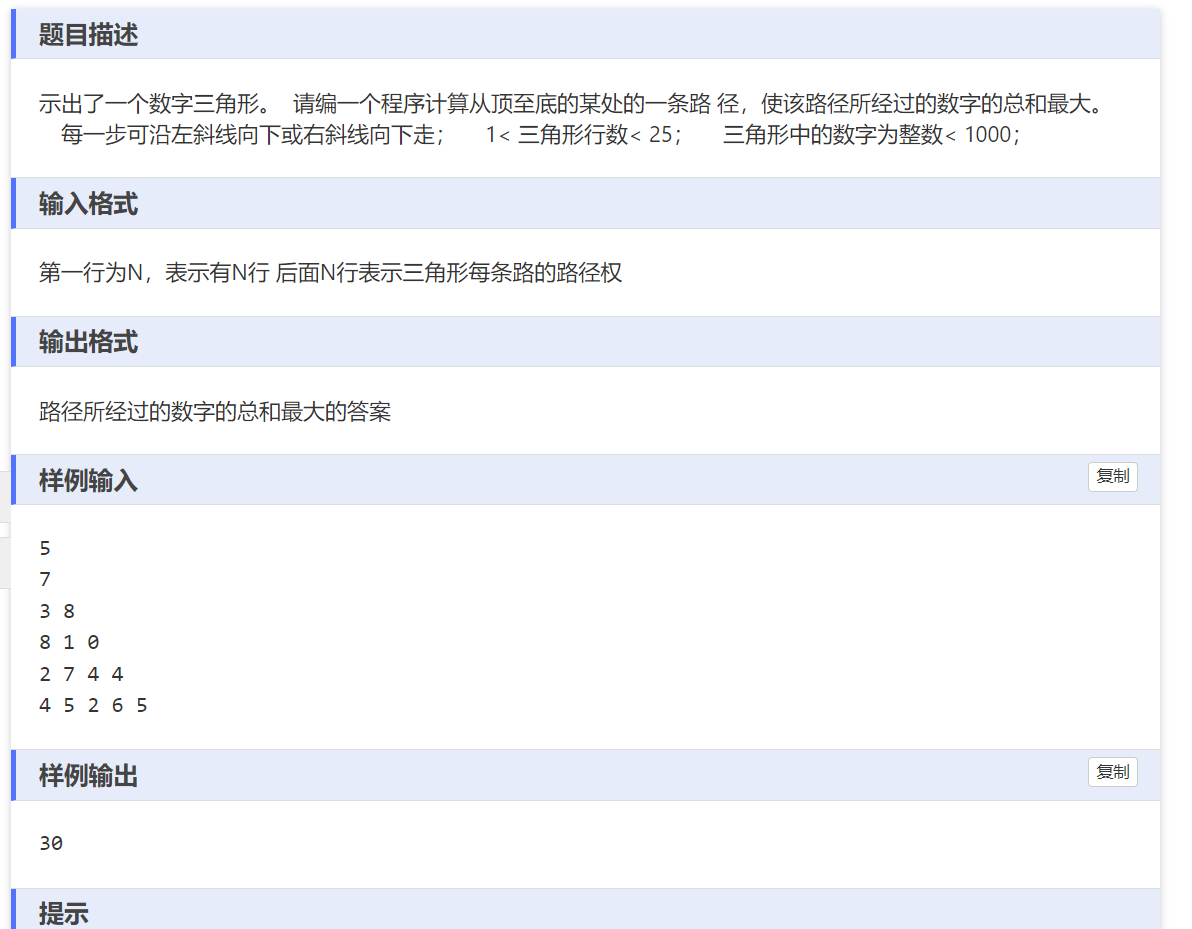 题目描述
示出了一个数字三角形。 请编一个程序计算从顶至底的某处的一条路 径，使该路径所经过的数字的总和最大。
每一步可沿左斜线向下或右斜线向下走； 1< 三角形行数< 25； 三角形中的数字为整数< 1000；
输入格式
第一行为N，表示有N行 后面N行表示三角形每条路的路径权
输出格式
路径所经过的数字的总和最大的答案
样例输入
复制
5
7
3 8
8 1 0
2 7 4 4
4 5 2 6 5
样例输出
复制
30
提示